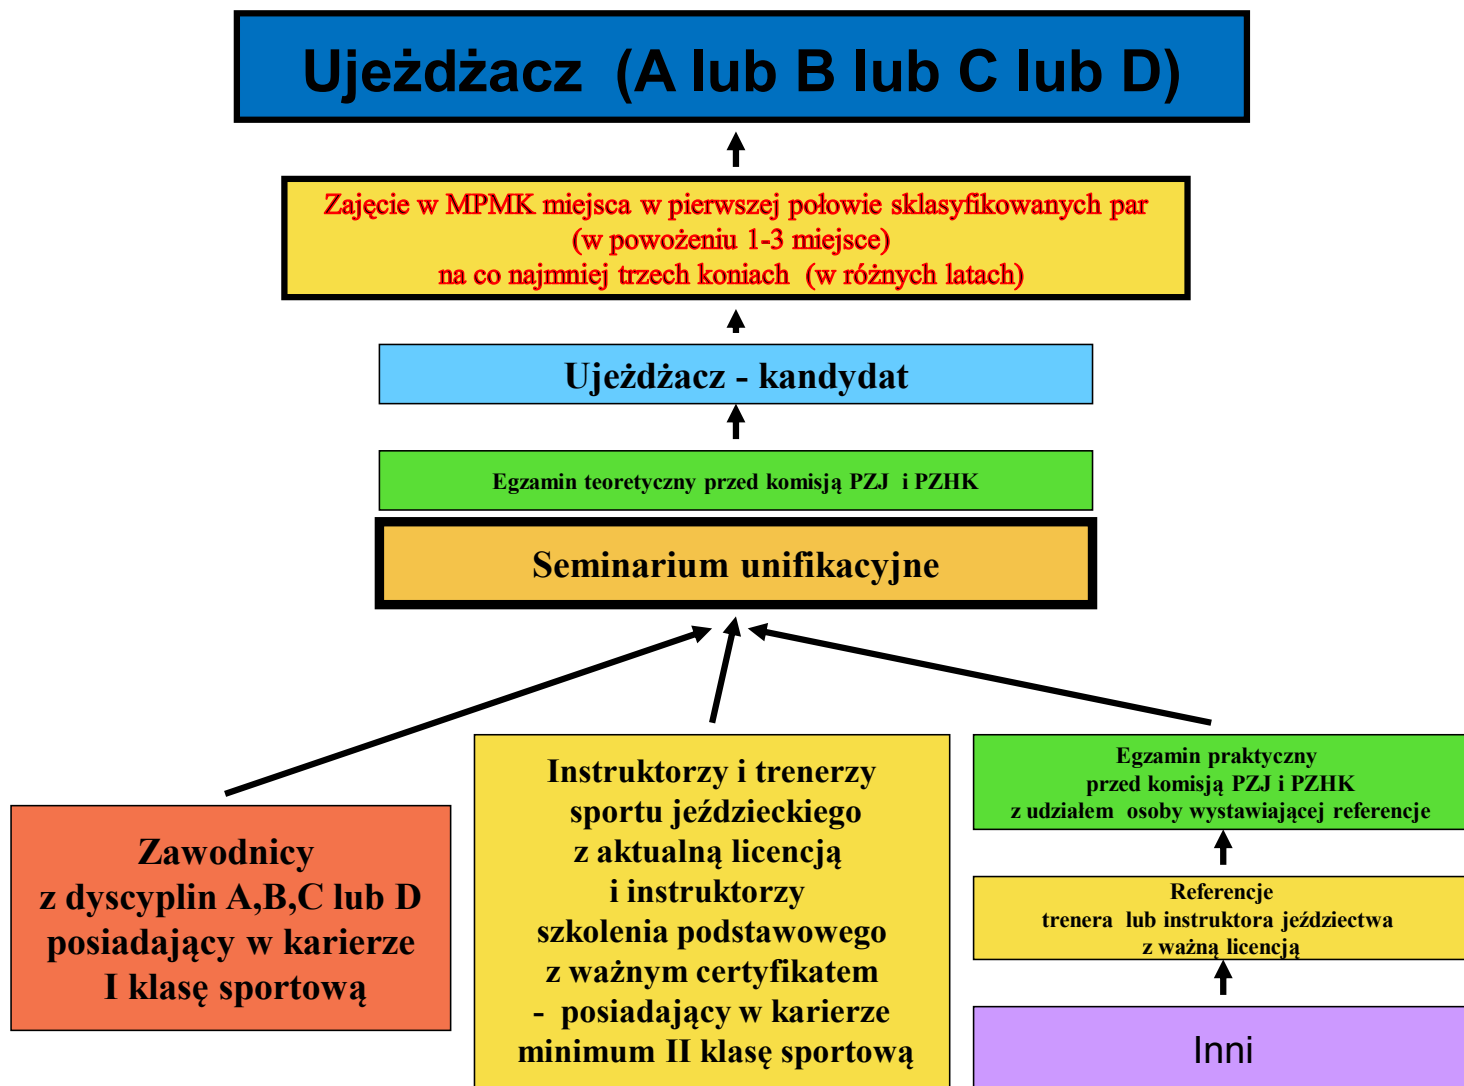 Ujeżdżacz (A lub B lub C lub D)
Zajęcie w MPMK miejsca w pierwszej połowie sklasyfikowanych par
(w powożeniu 1-3 miejsce)
na co najmniej trzech koniach (w różnych latach)
Ujeżdżacz - kandydat
Egzamin teoretyczny przed komisją PZJ i PZHK
Seminarium unifikacyjne
Zawodnicy
z dyscyplin A,B,C lub D
posiadający w karierze
I klasę sportową
Instruktorzy i trenerzy
sportu jeździeckiego
z aktualną licencją
i instruktorzy
szkolenia podstawowego
z ważnym certyfikatem
- posiadający w karierze
minimum II klasę sportową
Egzamin praktyczny
przed komisją PZJ i PZHK
z udziałem osoby wystawiającej referencje
Referencje
trenera lub instruktora jeździectwa
z ważną licencją
Inni